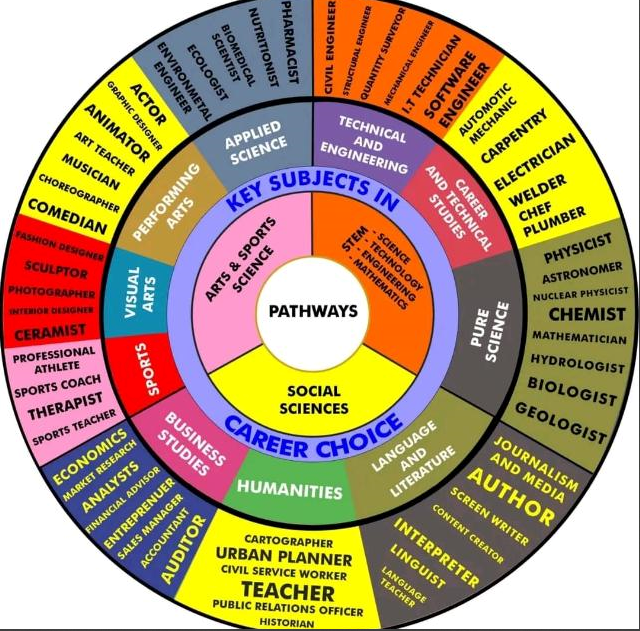 PATHWAYS
STEM
- SCIENCE
- TECHNOLOGY
- ENGINEERING
- MATHEMATICS
SOCIAL
SCIENCES
ARTS & SPORTS
SCIENCE
KEY SUBJECTS IN
CAREER CHOICE
TECHNICAL
AND
ENGINEERING
CAREER
AND TECHNICAL
STUDIES
PURE
SCIENCE
LANGUAGE
AND
LITERATURE
HUMANITIES
BUSINESS
STUDIES
SPORTS
VISUAL
ARTS
PERFORMING
ARTS
APPLIED
SCIENCE
CIVIL ENGINEER
STRUCTURAL ENGINEER
QUANTITY SURVEYOR
MECHANICAL ENGINEER
I.T TECHNICIAN
SOFTWARE
ENGINEER
AUTOMOTIC
MECHANIC
CARPENTRY
ELECTRICIAN
WELDER
CHEF
PLUMBER
PHYSICIST
ASTRONOMER
NUCLEAR PHYSICIST
CHEMIST
MATHEMATICIAN
HYDROLOGIST
BIOLOGIST
GEOLOGIST
JOURNALISM
AND MEDIA
AUTHOR
SCREEN WRITER
CONTENT CREATOR
INTERPRETER
LINGUIST
LANGUAGE
TEACHER
CARTOGRAPHER
URBAN PLANNER
CIVIL SERVICE WORKER
TEACHER
PUBLIC RELATIONS OFFICER
HISTORIAN
ECONOMICS
MARKET RESEARCH
ANALYSTS
FINANCIAL ADVISOR
ENTREPRENUER
SALES MANAGER
ACCOUNTANT
AUDITOR
PROFESSIONAL
ATHLETE
SPORTS COACH
THERAPIST
SPORTS TEACHER
FASHION DESIGNER
SCULPTOR
PHOTOGRAPHER
INTERIOR DESIGNER
CERAMIST
ACTOR
GRAPHIC DESIGNER
ANIMATOR
ART TEACHER
MUSICIAN
CHOREOGRAPHER
COMEDIAN
ENVIRONMETAL
ENGINEER
ECOLOGIST
BIOMEDICAL
SCIENTIST
NUTRITIONIST
PHARMACIST